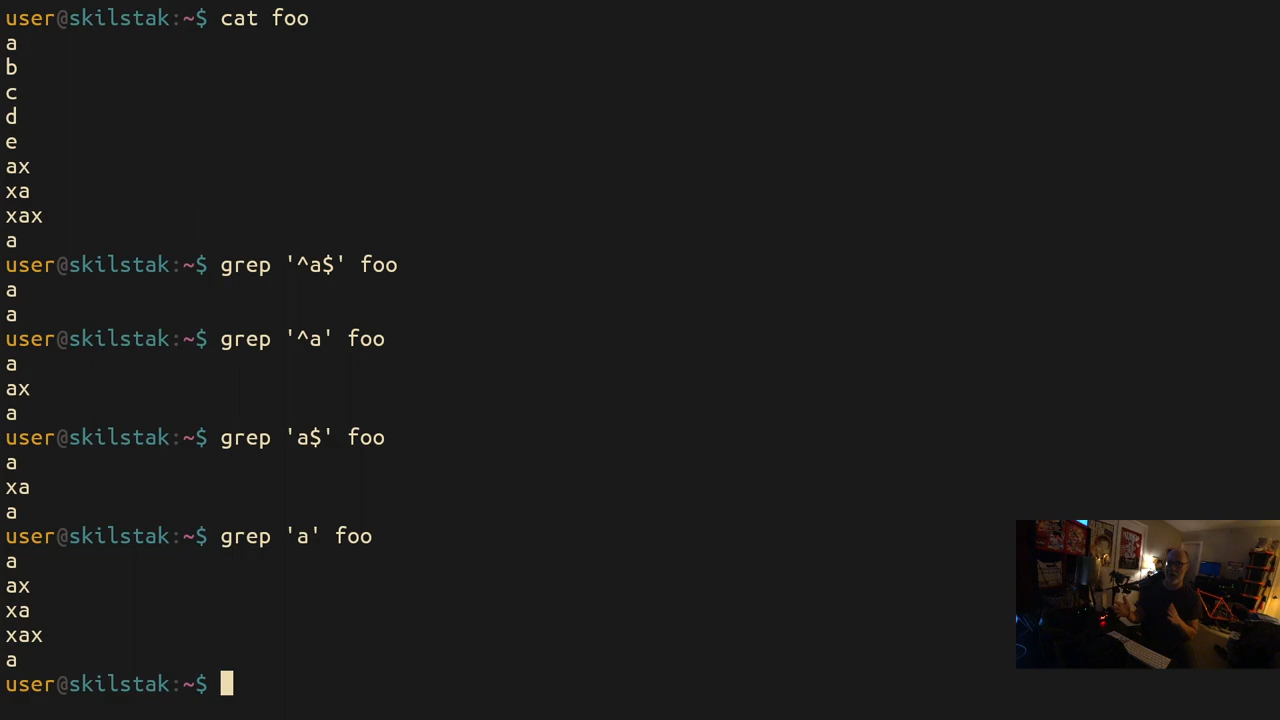 user@skilstak:~$ cat foo
a
b
c
d
e
ax
xa
xax
a
user@skilstak:~$ grep '^a$' foo
a
a
user@skilstak:~$ grep '^a' foo
a
ax
a
user@skilstak:~$ grep 'a$' foo
a
xa
a
user@skilstak:~$ grep 'a' foo
a
ax
xa
xax
a
user@skilstak:~$